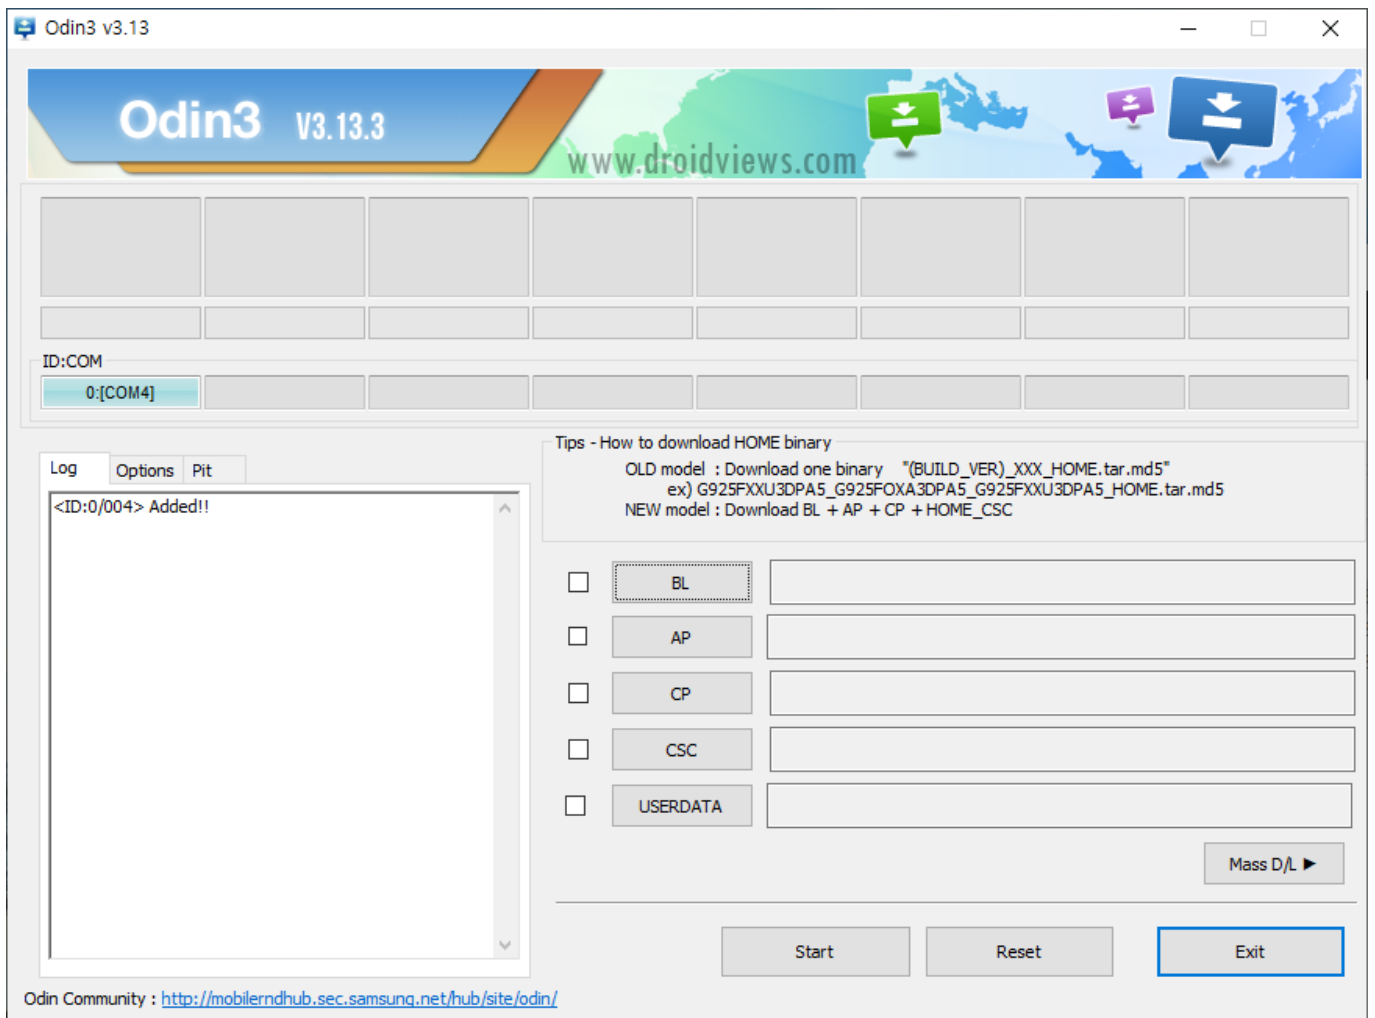 Odin3 v3.13
Odin3 V3.13.3
www.droidviews.com
ID:COM
0:[COM4]
Log Options Pit
<ID:0/004> Added!!
Tips - How to download HOME binary
OLD model : Download one binary "(BUILD_VER)_XXX_HOME.tar.md5"
ex) G925FXXU3DPA5_G925FOXA3DPA5_G925FXXU3DPA5_HOME.tar.md5
NEW model : Download BL + AP + CP + HOME_CSC
BL
AP
CP
CSC
USERDATA
Mass D/L ►
Start Reset Exit
Odin Community : http://mobilerndhub.sec.samsung.net/hub/site/odin/